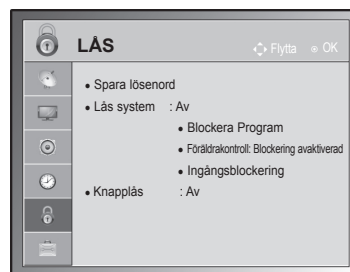 LÅS
Flytta OK
• Spara lösenord
• Lås system : Av
• Blockera Program
• Föräldrakontroll: Blockering avaktiverad
• Ingångsblockering
• Knapplås : Av